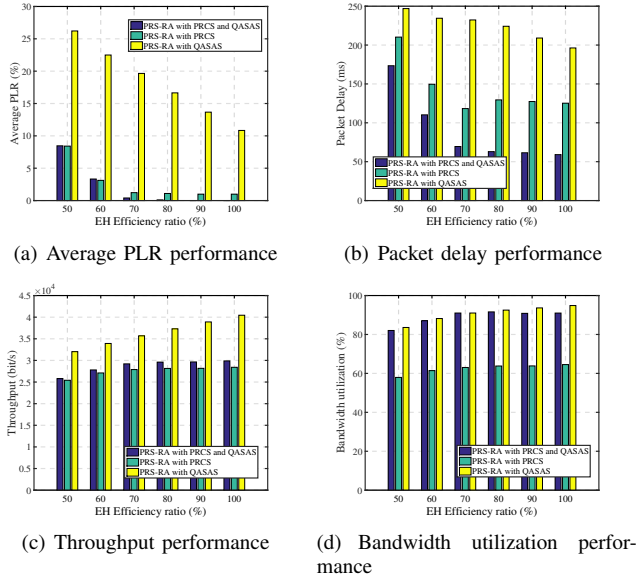 30
25
20
15
10
5
0
Average PLR (%)
PRS-RA with PRCS and QASAS
PRS-RA with PRCS
PRS-RA with QASAS
50 60 70 80 90 100
EH Efficiency ratio (%)
(a) Average PLR performance
250
200
150
100
50
0
Packet Delay (ms)
PRS-RA with PRCS and QASAS
PRS-RA with PRCS
PRS-RA with QASAS
50 60 70 80 90 100
EH Efficiency ratio (%)
(b) Packet delay performance
×10⁴
4.5
4.0
3.5
3.0
2.5
2.0
1.5
1.0
0.5
0.0
Throughput (bit/s)
PRS-RA with PRCS and QASAS
PRS-RA with PRCS
PRS-RA with QASAS
50 60 70 80 90 100
EH Efficiency ratio (%)
(c) Throughput performance
100
80
60
40
20
0
Bandwidth utilization (%)
PRS-RA with PRCS and QASAS
PRS-RA with PRCS
PRS-RA with QASAS
50 60 70 80 90 100
EH Efficiency ratio (%)
(d) Bandwidth utilization perfor-
mance